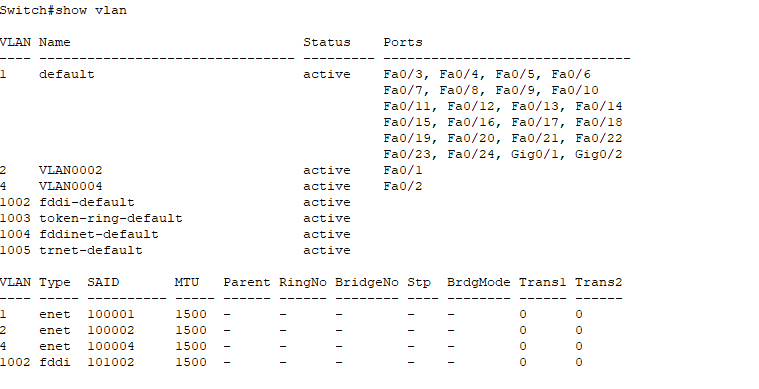 Switch#show vlan
VLAN Name                             Status    Ports
---- -------------------------------- --------- -------------------------------
1    default                          active    Fa0/3, Fa0/4, Fa0/5, Fa0/6
                                                Fa0/7, Fa0/8, Fa0/9, Fa0/10
                                                Fa0/11, Fa0/12, Fa0/13, Fa0/14
                                                Fa0/15, Fa0/16, Fa0/17, Fa0/18
                                                Fa0/19, Fa0/20, Fa0/21, Fa0/22
                                                Fa0/23, Fa0/24, Gig0/1, Gig0/2
2    VLAN0002                         active    Fa0/1
4    VLAN0004                         active    Fa0/2
1002 fddi-default                     active
1003 token-ring-default               active
1004 fddinet-default                  active
1005 trnet-default                    active
VLAN Type  SAID       MTU   Parent RingNo BridgeNo Stp  BrdgMode Trans1 Trans2
---- ----- ---------- ----- ------ ------ -------- ---- -------- ------ ------
1    enet  100001     1500  -      -      -        -    -        0      0
2    enet  100002     1500  -      -      -        -    -        0      0
4    enet  100004     1500  -      -      -        -    -        0      0
1002 fddi  101002     1500  -      -      -        -    -        0      0